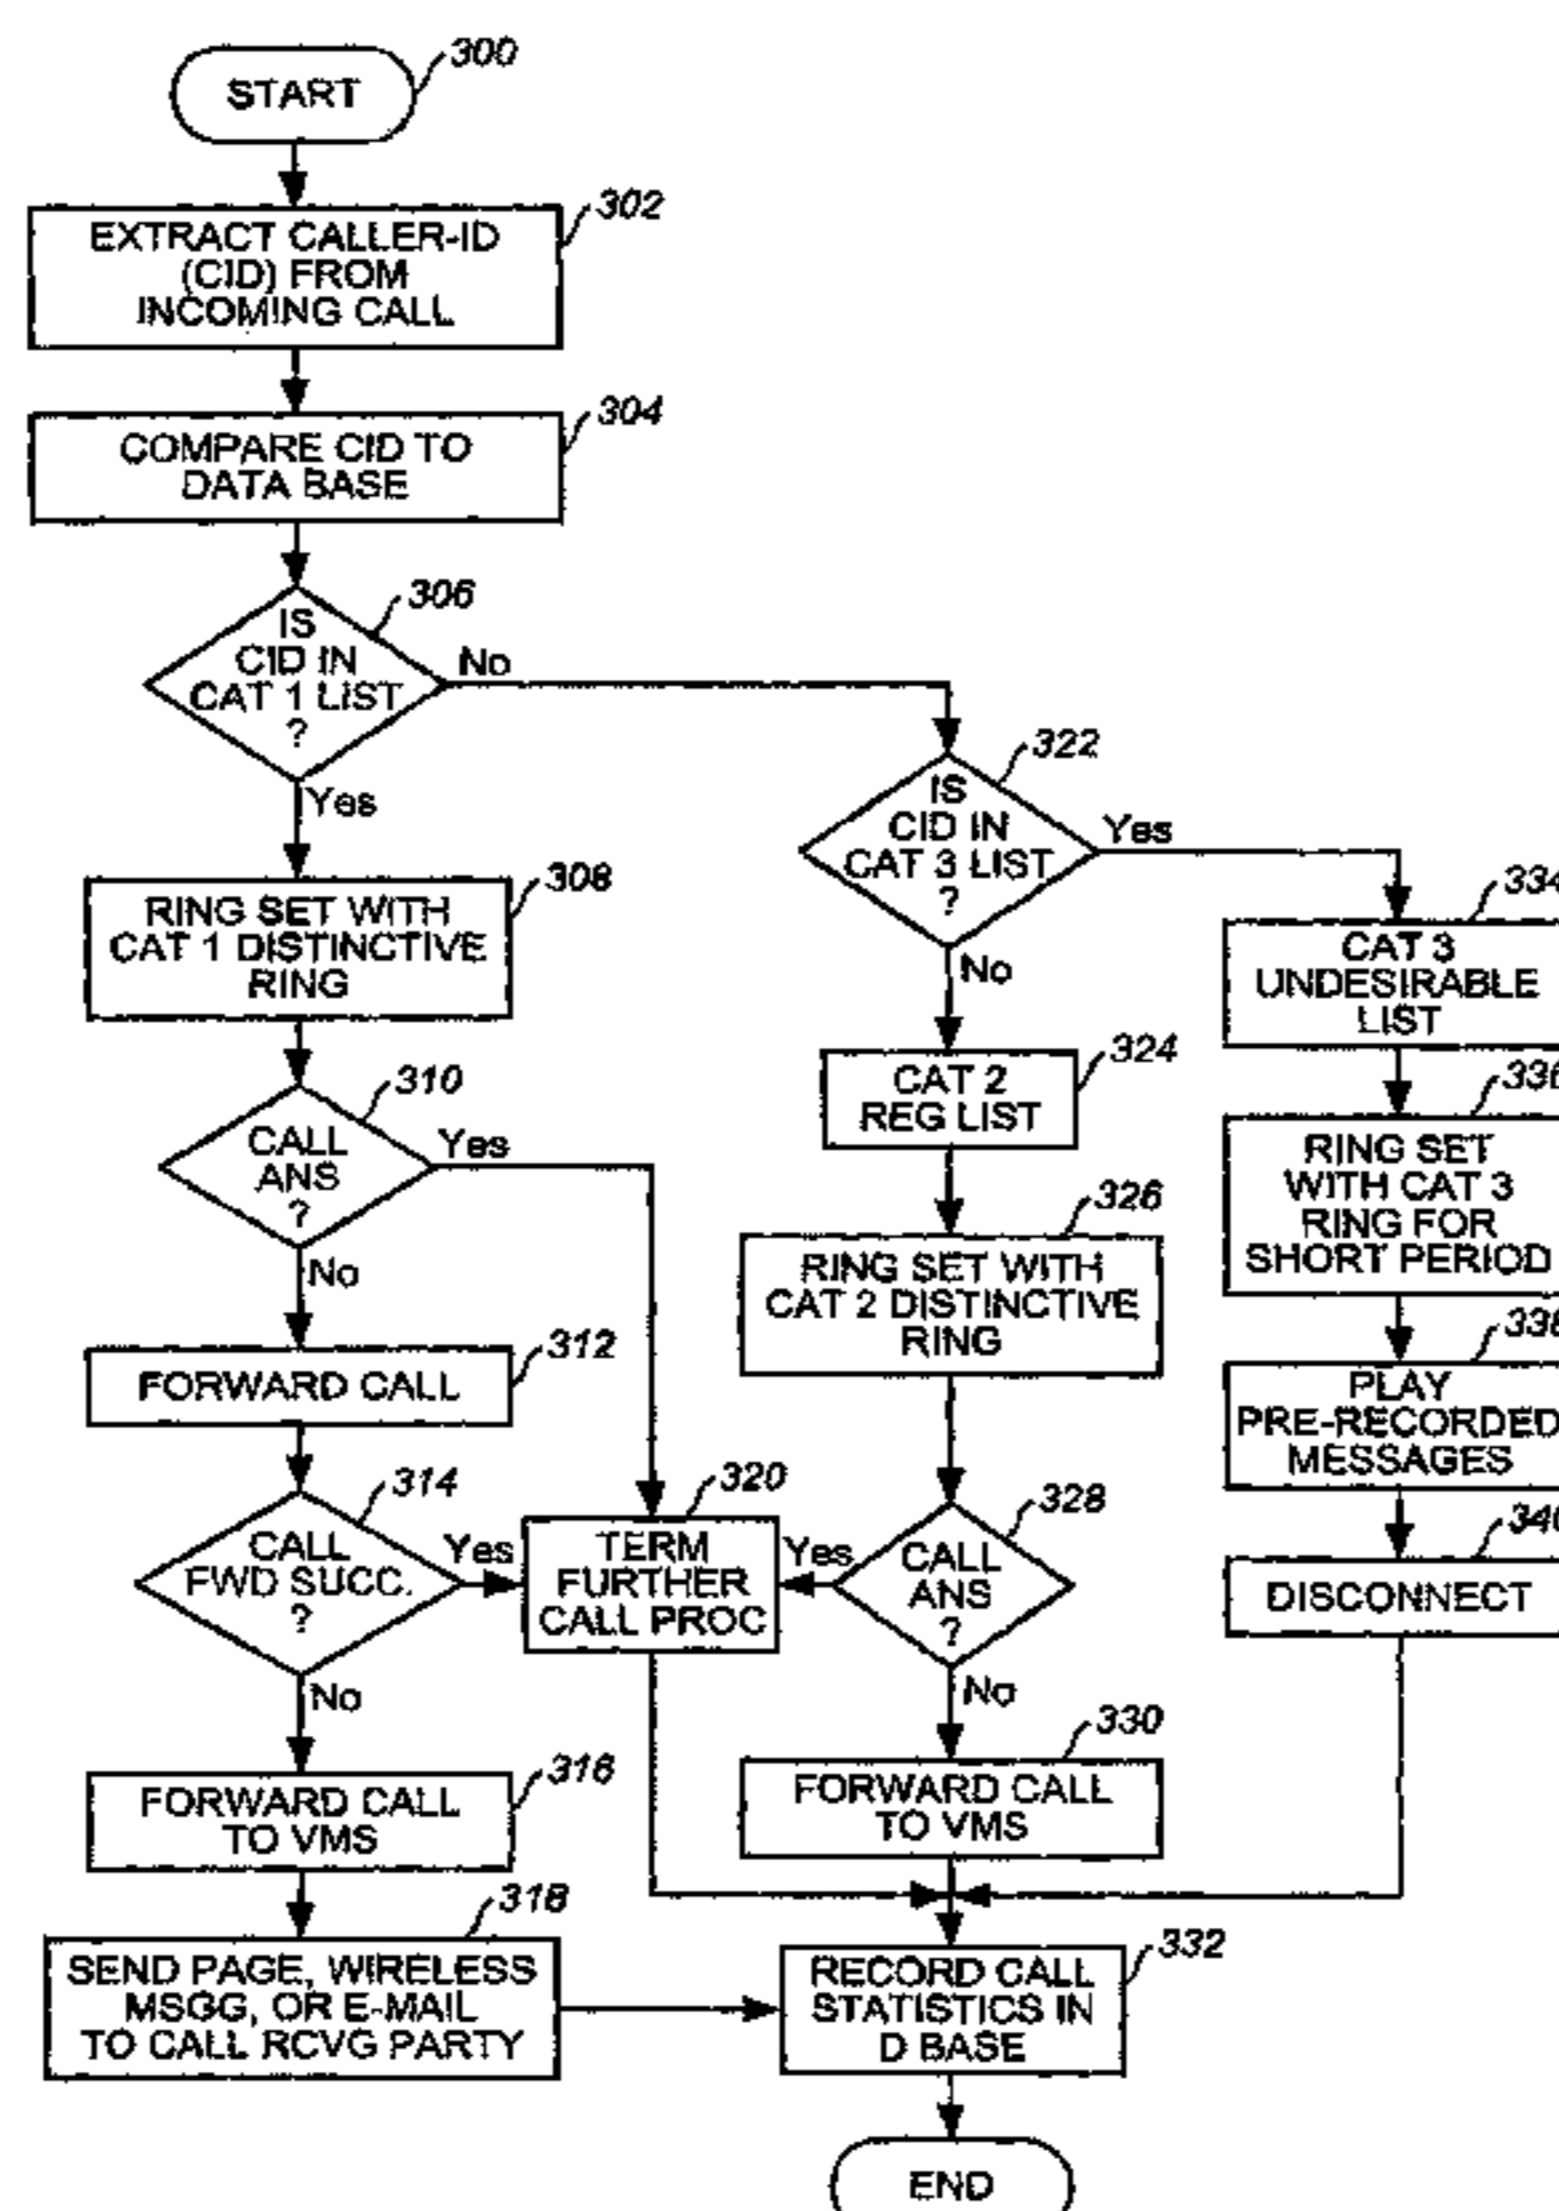 300
START
302
EXTRACT CALLER-ID
(CID) FROM
INCOMING CALL
304
COMPARE CID TO
DATA BASE
306
IS
CID IN
CAT 1 LIST
?
No
Yes
308
RING SET WITH
CAT 1 DISTINCTIVE
RING
310
CALL
ANS
?
Yes
No
312
FORWARD CALL
314
CALL
FWD SUCC.
?
Yes
No
316
FORWARD CALL
TO VMS
318
SEND PAGE, WIRELESS
MSGG, OR E-MAIL
TO CALL RCVG PARTY
320
TERM
FURTHER
CALL PROC
322
IS
CID IN
CAT 3 LIST
?
Yes
No
324
CAT 2
REG LIST
326
RING SET WITH
CAT 2 DISTINCTIVE
RING
328
CALL
ANS
?
Yes
No
330
FORWARD CALL
TO VMS
332
RECORD CALL
STATISTICS IN
D BASE
END
334
CAT 3
UNDESIRABLE
LIST
336
RING SET
WITH CAT 3
RING FOR
SHORT PERIOD
338
PLAY
PRE-RECORDED
MESSAGES
340
DISCONNECT